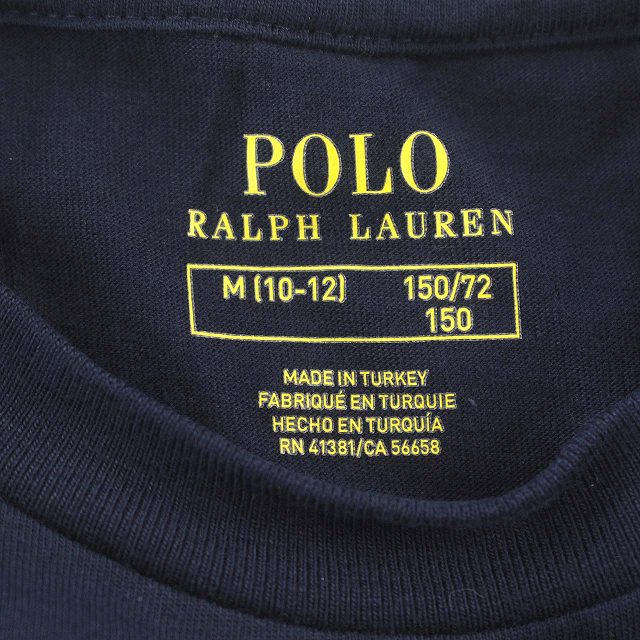 POLO
RALPH LAUREN
M (10-12) 150/72
150
MADE IN TURKEY
FABRIQUÉ EN TURQUIE
HECHO EN TURQUÍA
RN 41381/CA 56658